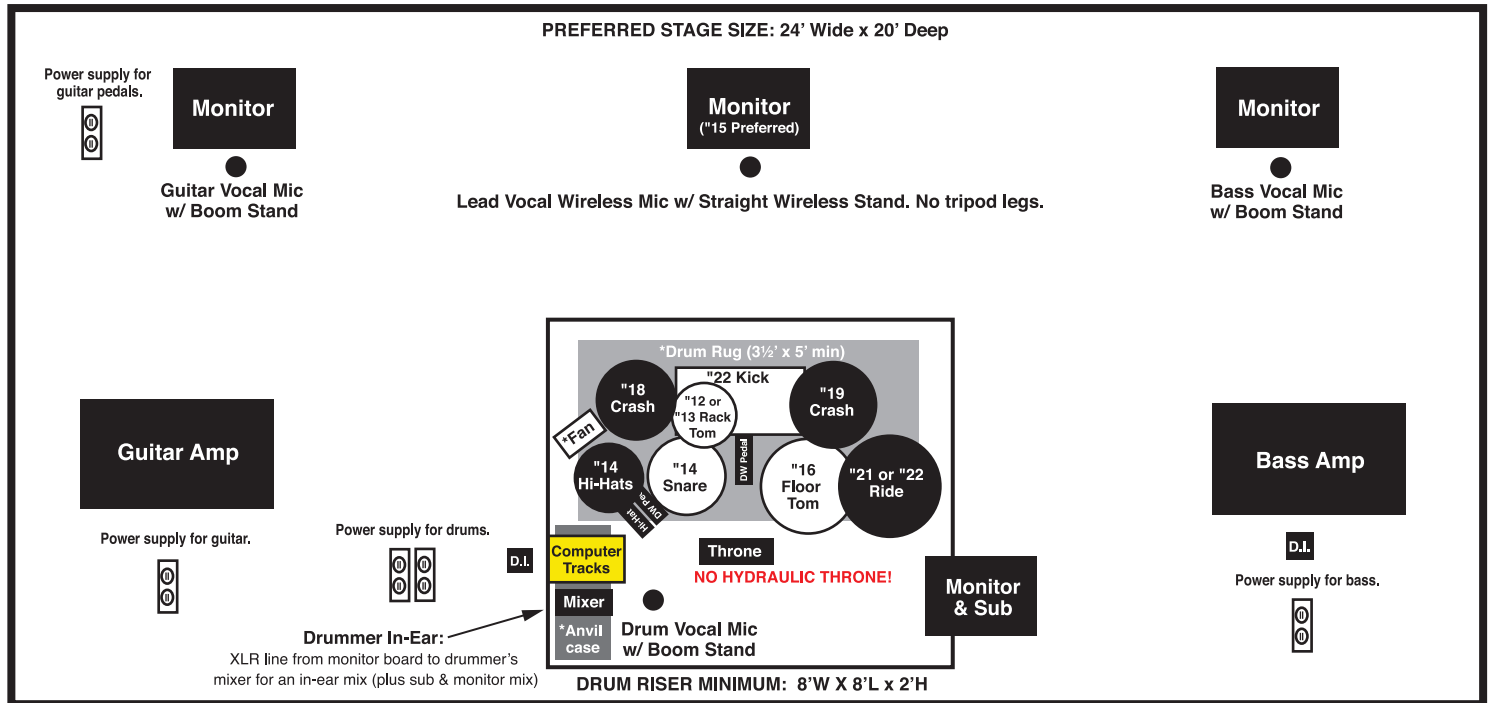 PREFERRED STAGE SIZE: 24' Wide x 20' Deep
Power supply for
guitar pedals.
Monitor
Monitor
("15 Preferred)
Monitor
Guitar Vocal Mic
w/ Boom Stand
Lead Vocal Wireless Mic w/ Straight Wireless Stand. No tripod legs.
Bass Vocal Mic
w/ Boom Stand
*Drum Rug (3½' x 5' min)
"22 Kick
"18
Crash
"12 or
"13 Rack
Tom
"19
Crash
*Fan
"14
Hi-Hats
"14
Snare
DW Pedal
"16
Floor
Tom
"21 or "22
Ride
Hi-Hat
Guitar Amp
Bass Amp
Power supply for guitar.
Power supply for drums.
D.I.
Computer
Tracks
Throne
NO HYDRAULIC THRONE!
Monitor
& Sub
D.I.
Power supply for bass.
Mixer
*Anvil
case
Drum Vocal Mic
w/ Boom Stand
Drummer In-Ear:
XLR line from monitor board to drummer's
mixer for an in-ear mix (plus sub & monitor mix)
DRUM RISER MINIMUM: 8'W X 8'L x 2'H